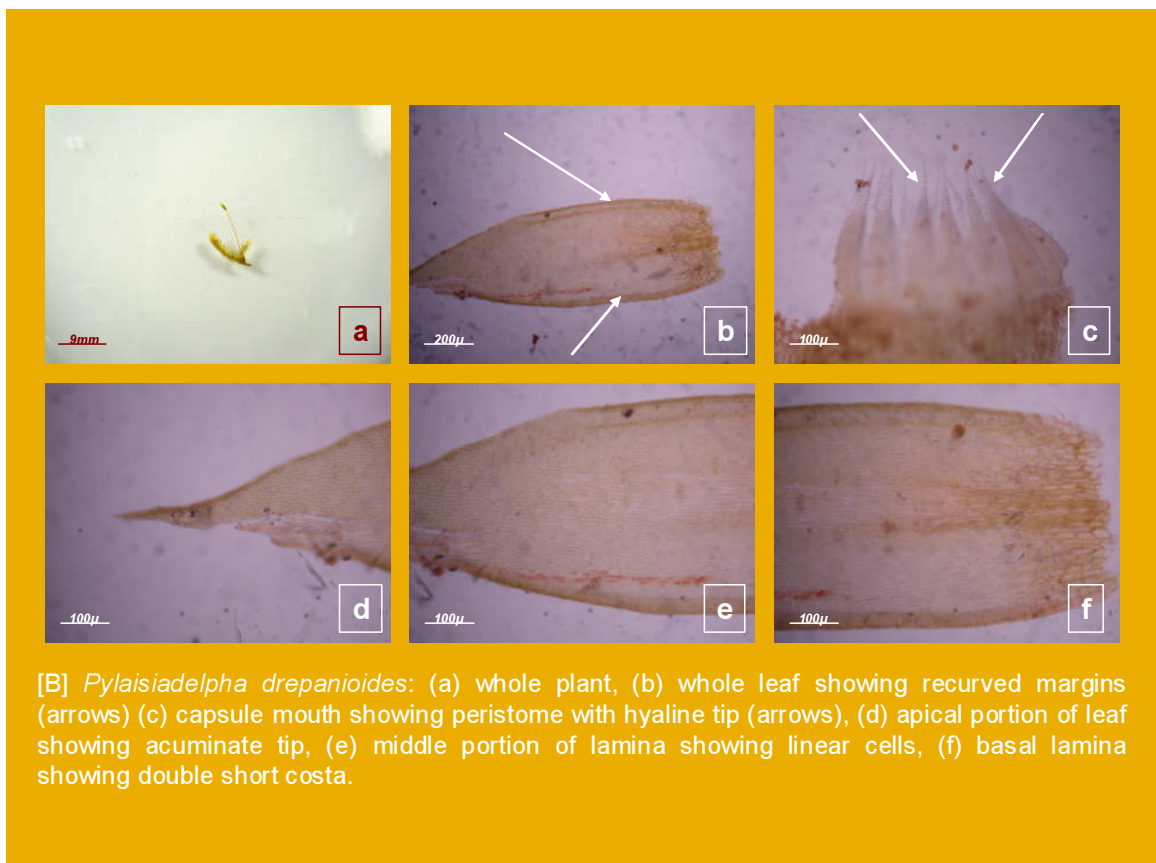 a
9mm
b
200µ
c
100µ
d
100µ
e
100µ
f
100µ
[B] Pylaisiadelpha drepanioides: (a) whole plant, (b) whole leaf showing recurved margins
(arrows) (c) capsule mouth showing peristome with hyaline tip (arrows), (d) apical portion of leaf
showing acuminate tip, (e) middle portion of lamina showing linear cells, (f) basal lamina
showing double short costa.